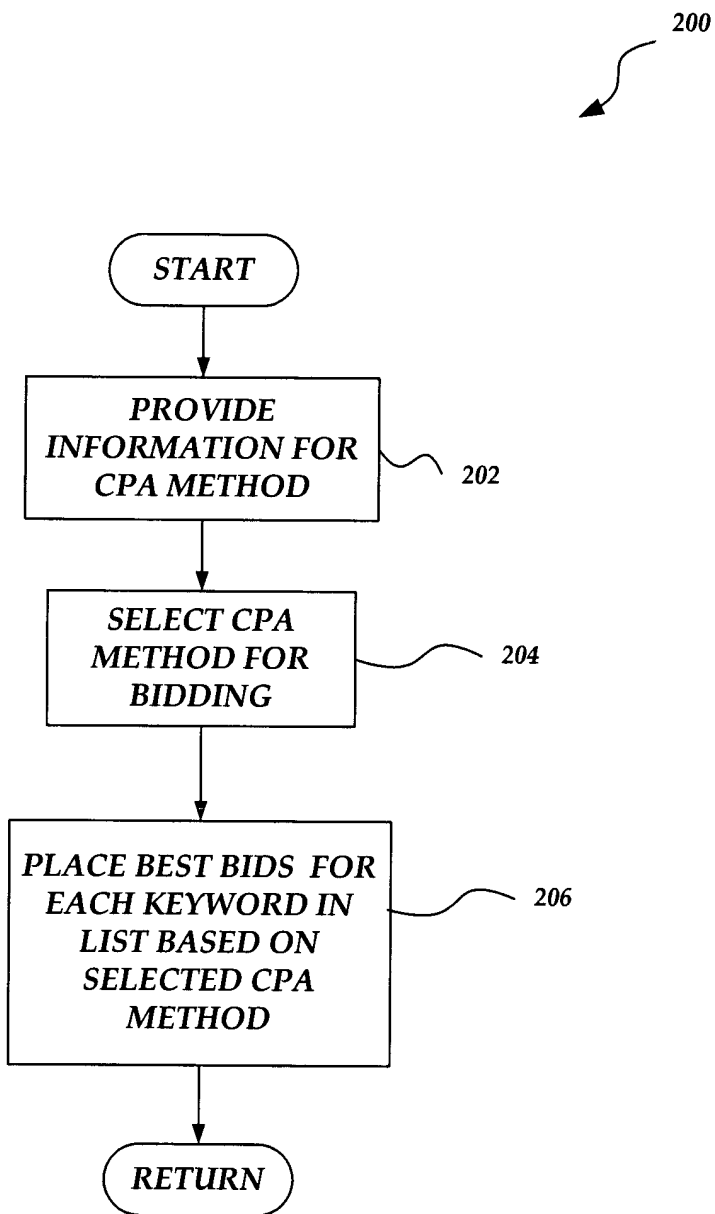 200
START
PROVIDE
INFORMATION FOR
CPA METHOD
202
SELECT CPA
METHOD FOR
BIDDING
204
PLACE BEST BIDS FOR
EACH KEYWORD IN
LIST BASED ON
SELECTED CPA
METHOD
206
RETURN